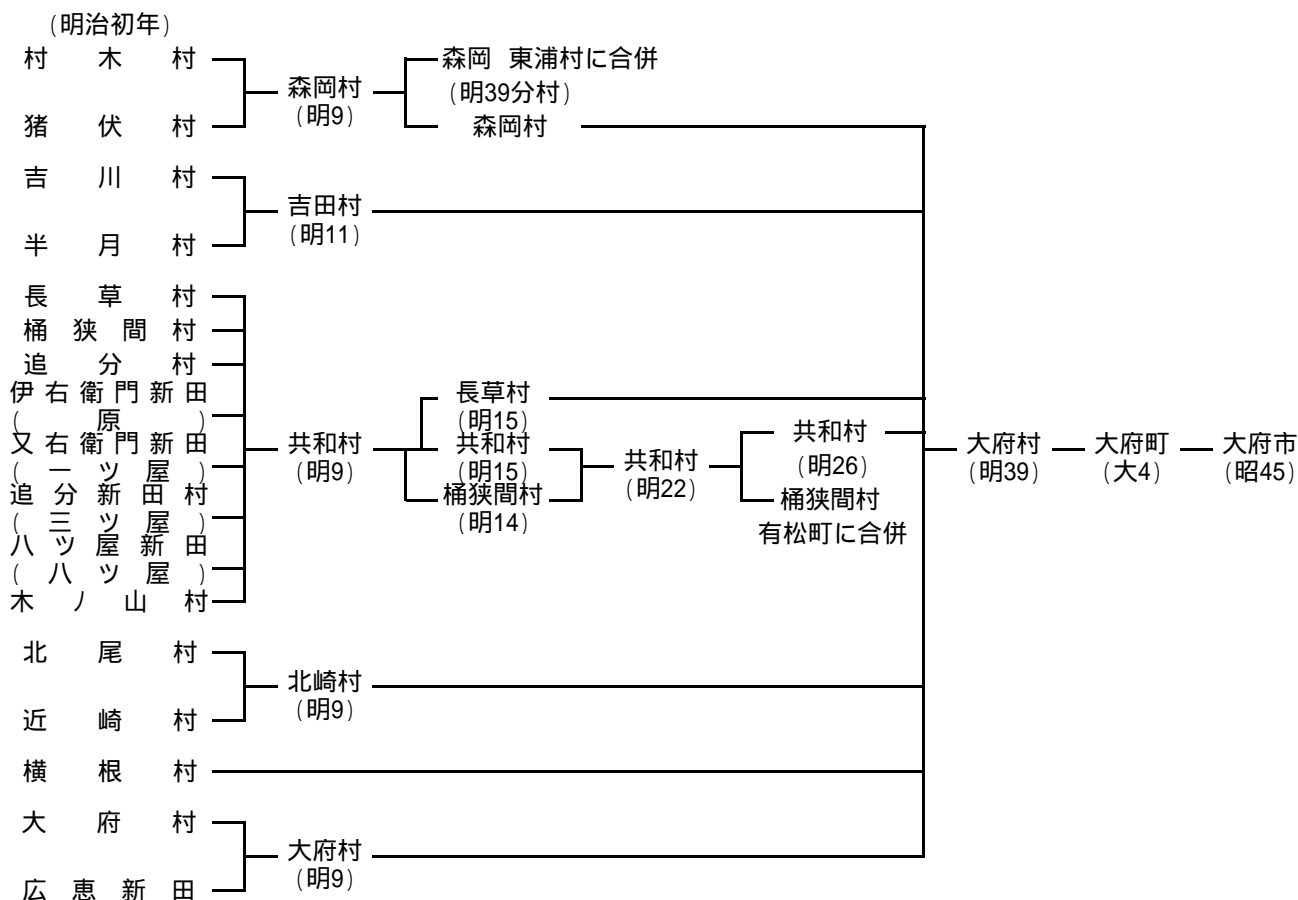 (明治初年)
村木村
猪伏村
森岡村
(明9)
森岡 東浦村に合併
(明39分村)
森岡村
吉川村
半月村
吉田村
(明11)
長草村
桶狭間村
追分村
伊右衛門新田
(原)
又右衛門新田
(一ツ屋)
追分新田村
(三ツ屋)
八ツ屋新田
(八ツ屋)
木ノ山村
共和村
(明9)
長草村
(明15)
共和村
(明15)
桶狭間村
(明14)
共和村
(明22)
共和村
(明26)
桶狭間村
有松町に合併
北尾村
近崎村
北崎村
(明9)
横根村
大府村
広恵新田
大府村
(明9)
大府村
(明39)
大府町
(大4)
大府市
(昭45)